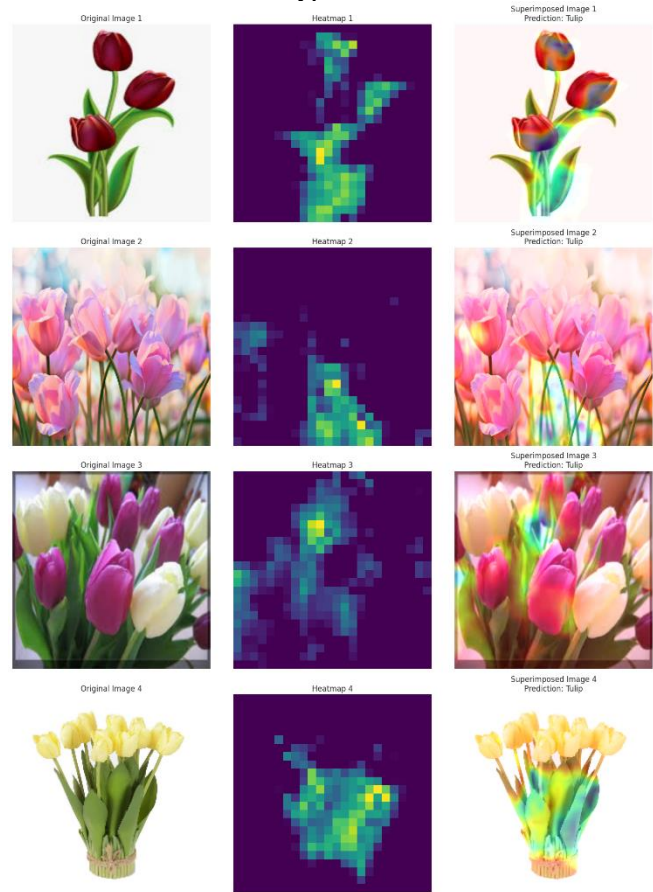 Original Image 1
Heatmap 1
Superimposed Image 1
Prediction: Tulip
Original Image 2
Heatmap 2
Superimposed Image 2
Prediction: Tulip
Original Image 3
Heatmap 3
Superimposed Image 3
Prediction: Tulip
Original Image 4
Heatmap 4
Superimposed Image 4
Prediction: Tulip